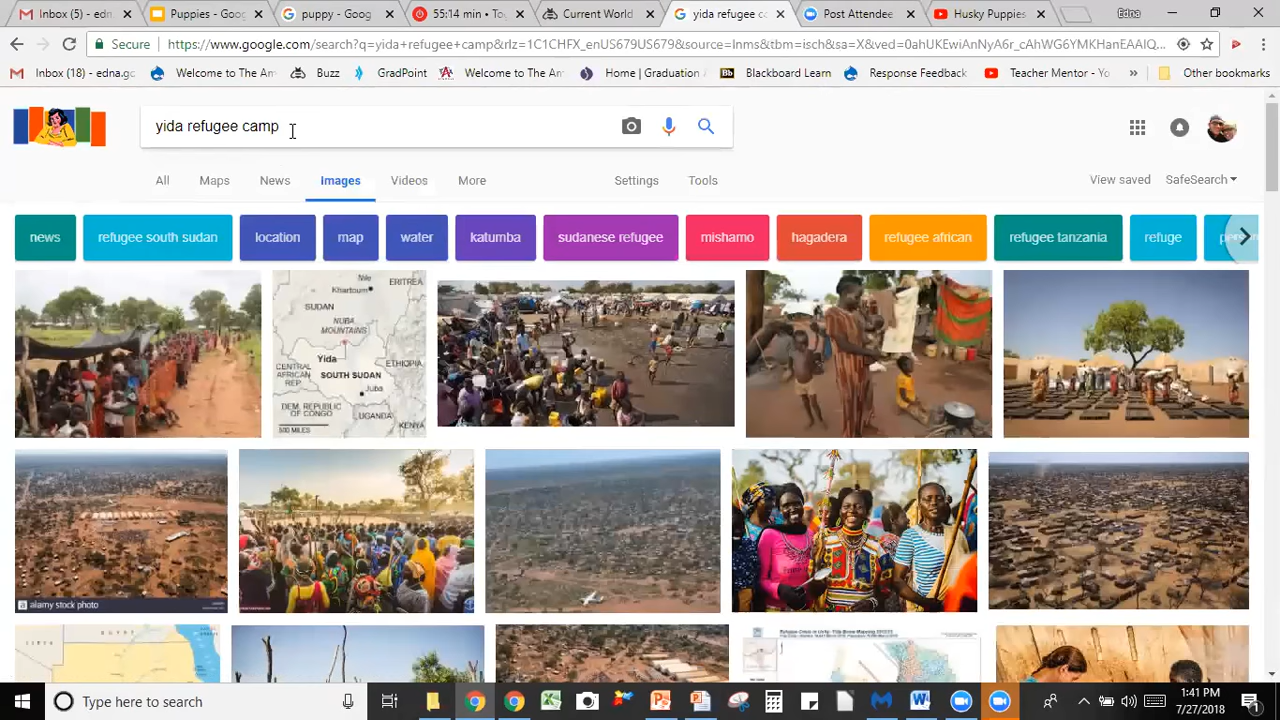 Inbox (4) - edn
Puppies - Goog
puppy - Google
55:14 min • To
Current World
yida refugee c
Post Attendee
Husky Puppies
Edna
Secure
https://www.google.com/search?q=yida+refugee+camp&rlz=1C1CHFX_enUS679US679&source=lnms&tbm=isch&sa=X&ved=0ahUKEwiAnNyA6r_cAhWG6YMKHanEAAIQ...
Inbox (18) - edna.gc
Welcome to The Am
Buzz
GradPoint
Welcome to The Am
Home | Graduation A
Bb Blackboard Learn
Response Feedback
Teacher Mentor - Yo
»
Other bookmarks
yida refugee camp
All Maps News Images Videos More Settings Tools View saved SafeSearch
news refugee south sudan location map water katumba sudanese refugee mishamo hagadera refugee african refugee tanzania refuge
Nile
Khartoum
ERITREA
SUDAN
NUBA
MOUNTAINS
Yida
ETHIOPIA
CENTRAL
AFRICAN
REP.
SOUTH SUDAN
Juba
DEM. REPUBLIC
OF CONGO
UGANDA
KENYA
500 MILES
a alamy stock photo
Type here to search
1:41 PM
7/27/2018